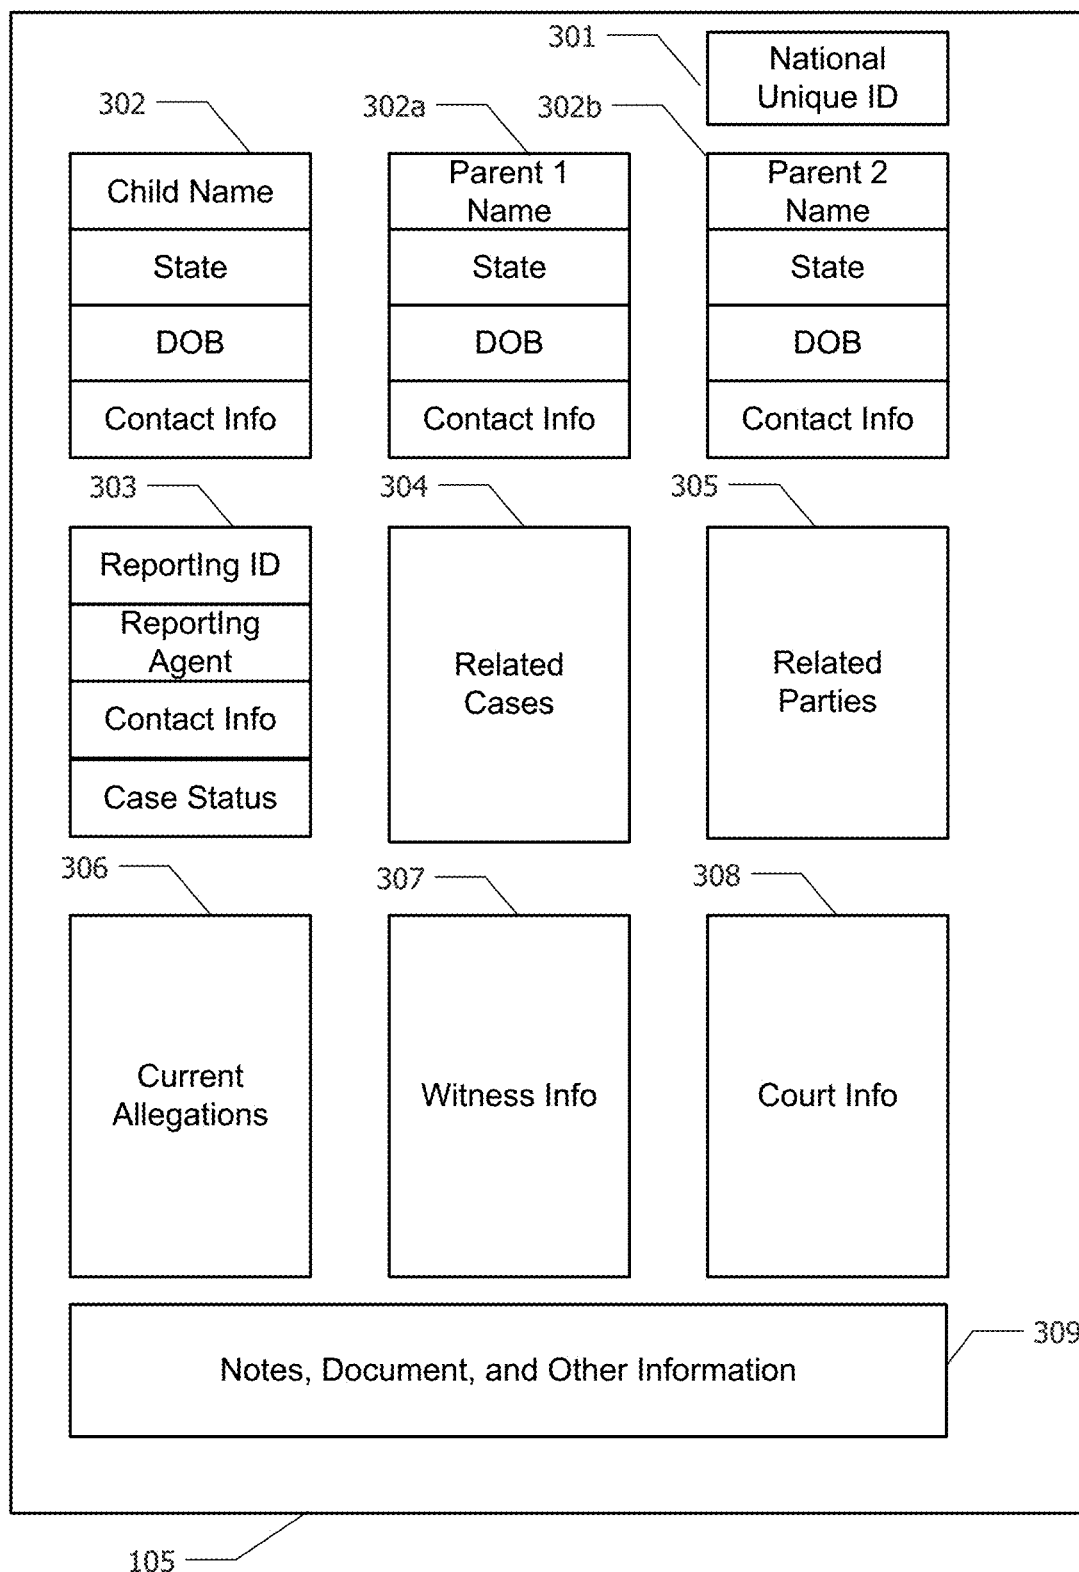 301
National
Unique ID
302
302a
302b
Child Name
State
DOB
Contact Info
Parent 1
Name
State
DOB
Contact Info
Parent 2
Name
State
DOB
Contact Info
303
304
305
ReportIng ID
ReportIng
Agent
Contact Info
Case Status
Related
Cases
Related
Parties
306
307
308
Current
Allegations
Witness Info
Court Info
Notes, Document, and Other Information
309
105